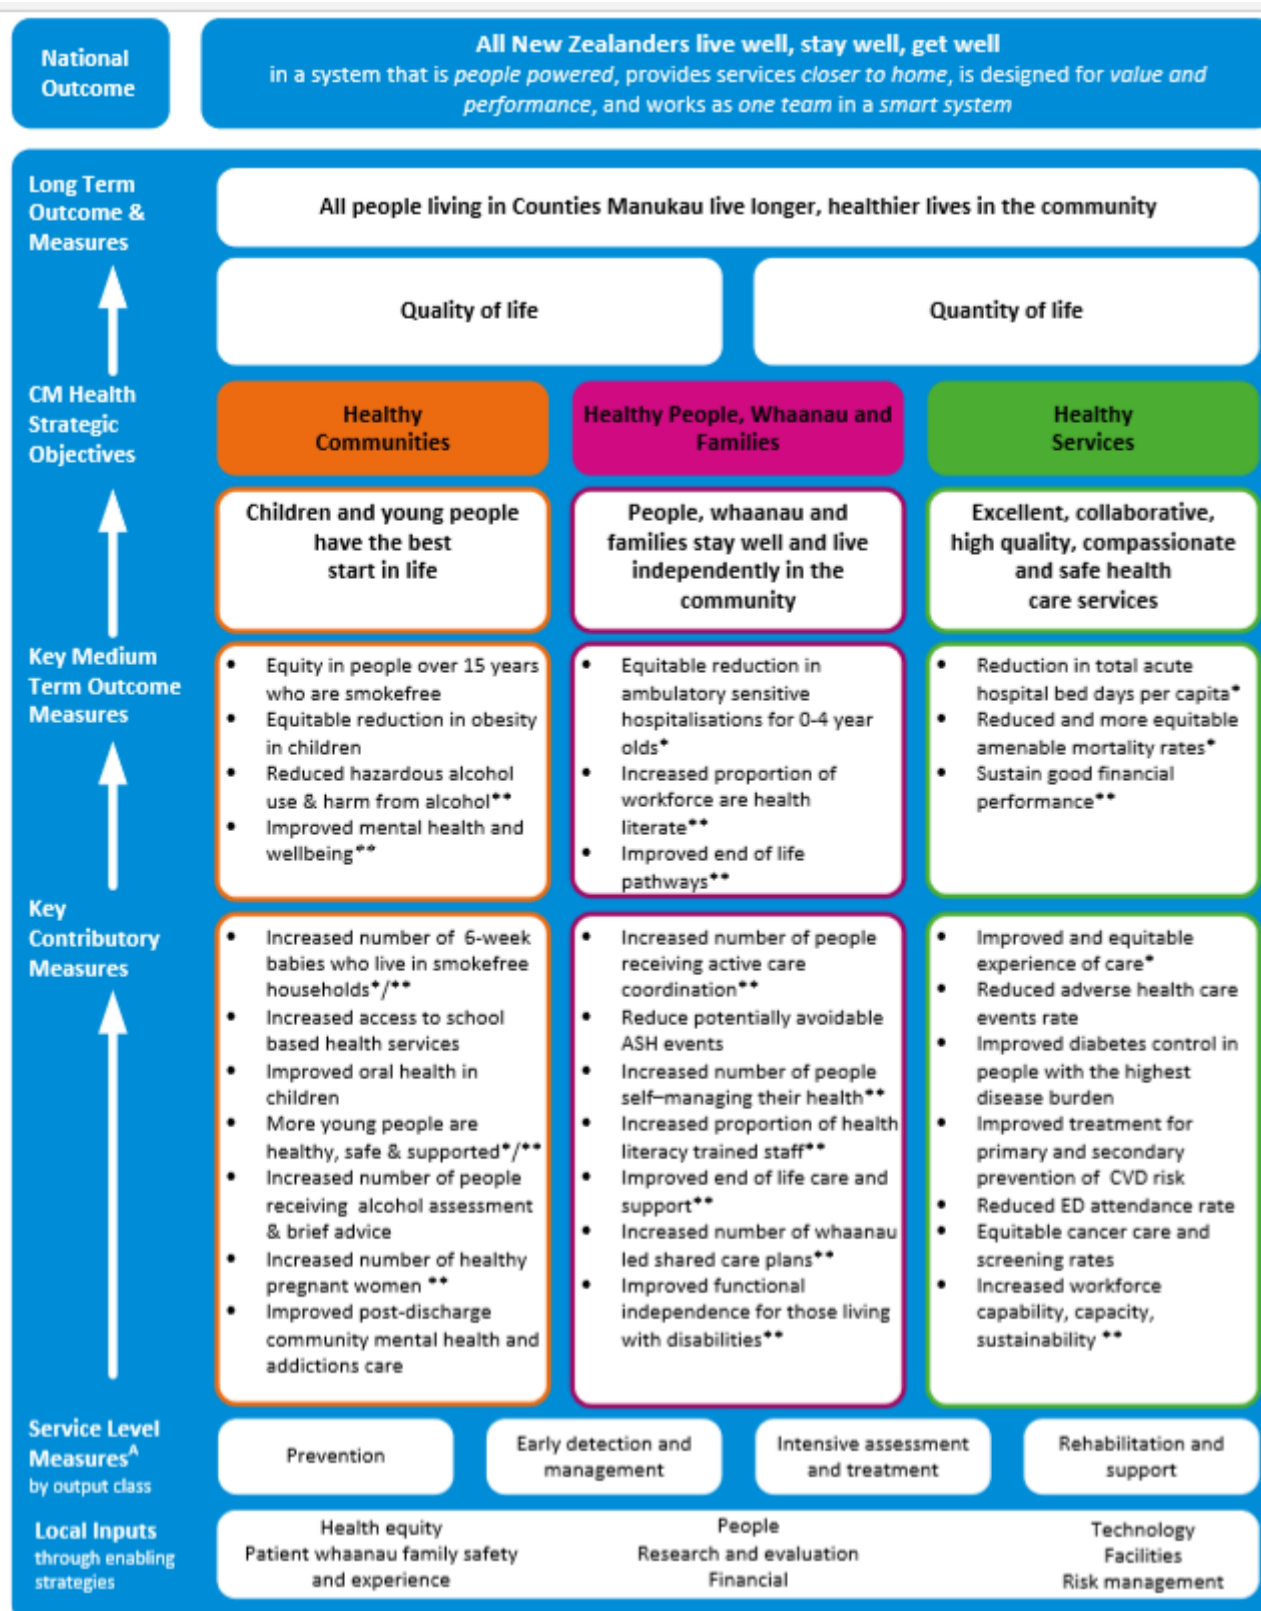 National
Outcome
All New Zealanders live well, stay well, get well
in a system that is people powered, provides services closer to home, is designed for value and
performance, and works as one team in a smart system
Long Term
Outcome &
Measures
All people living in Counties Manukau live longer, healthier lives in the community
Quality of life
Quantity of life
CM Health
Strategic
Objectives
Healthy
Communities
Healthy People, Whaanau and
Families
Healthy
Services
Children and young people
have the best
start in life
People, whaanau and
families stay well and live
independently in the
community
Excellent, collaborative,
high quality, compassionate
and safe health
care services
Key Medium
Term Outcome
Measures
• Equity in people over 15 years
who are smokefree
• Equitable reduction in obesity
in children
• Reduced hazardous alcohol
use & harm from alcohol**
• Improved mental health and
wellbeing**
• Equitable reduction in
ambulatory sensitive
hospitalisations for 0-4 year
olds*
• Increased proportion of
workforce are health
literate**
• Improved end of life
pathways**
• Reduction in total acute
hospital bed days per capita*
• Reduced and more equitable
amenable mortality rates*
• Sustain good financial
performance**
Key
Contributory
Measures
• Increased number of 6-week
babies who live in smokefree
households*/**
• Increased access to school
based health services
• Improved oral health in
children
• More young people are
healthy, safe & supported*/**
• Increased number of people
receiving alcohol assessment
& brief advice
• Increased number of healthy
pregnant women **
• Improved post-discharge
community mental health and
addictions care
• Increased number of people
receiving active care
coordination**
• Reduce potentially avoidable
ASH events
• Increased number of people
self–managing their health**
• Increased proportion of health
literacy trained staff**
• Improved end of life care and
support**
• Increased number of whaanau
led shared care plans**
• Improved functional
independence for those living
with disabilities**
• Improved and equitable
experience of care*
• Reduced adverse health care
events rate
• Improved diabetes control in
people with the highest
disease burden
• Improved treatment for
primary and secondary
prevention of CVD risk
• Reduced ED attendance rate
• Equitable cancer care and
screening rates
• Increased workforce
capability, capacity,
sustainability **
Service Level
Measures^A
by output class
Prevention
Early detection and
management
Intensive assessment
and treatment
Rehabilitation and
support
Local Inputs
through enabling
strategies
Health equity
Patient whaanau family safety
and experience
People
Research and evaluation
Financial
Technology
Facilities
Risk management